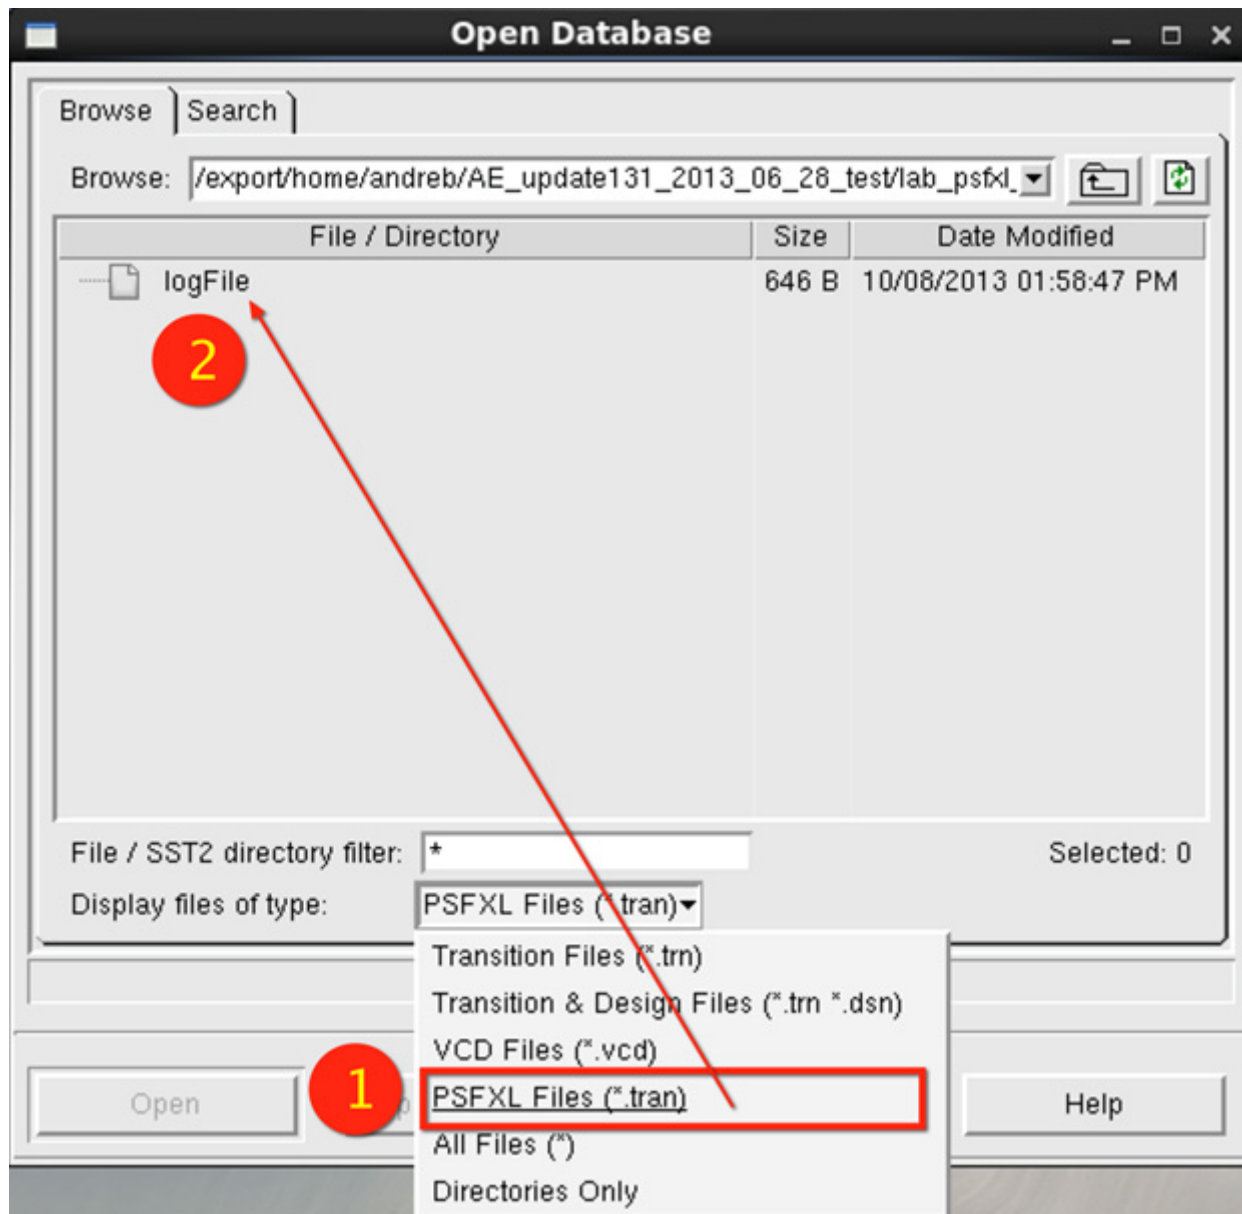 Open Database
Browse Search
Browse: /export/home/andreb/AE_update131_2013_06_28_test/lab_psfxl_
File / Directory Size Date Modified
logFile 646 B 10/08/2013 01:58:47 PM
2
File / SST2 directory filter: * Selected: 0
Display files of type: PSFXL Files (*.tran)
Transition Files (*.trn)
Transition & Design Files (*.trn *.dsn)
VCD Files (*.vcd)
1 PSFXL Files (*.tran)
Open Help
All Files (*)
Directories Only